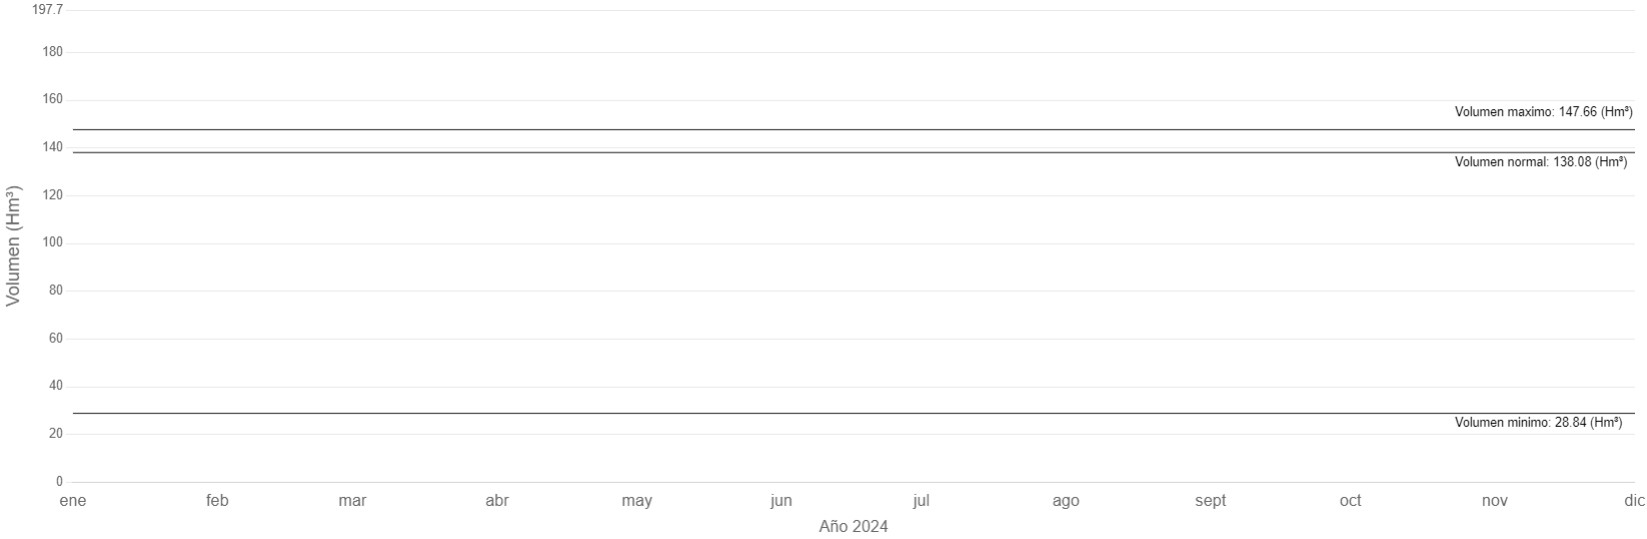 197.7
180
160
Volumen maximo: 147.66 (Hm³)
140
Volumen normal: 138.08 (Hm³)
120
100
80
60
40
Volumen minimo: 28.84 (Hm³)
20
0
Volumen (Hm³)
ene feb mar abr may jun jul ago sept oct nov dic
Año 2024